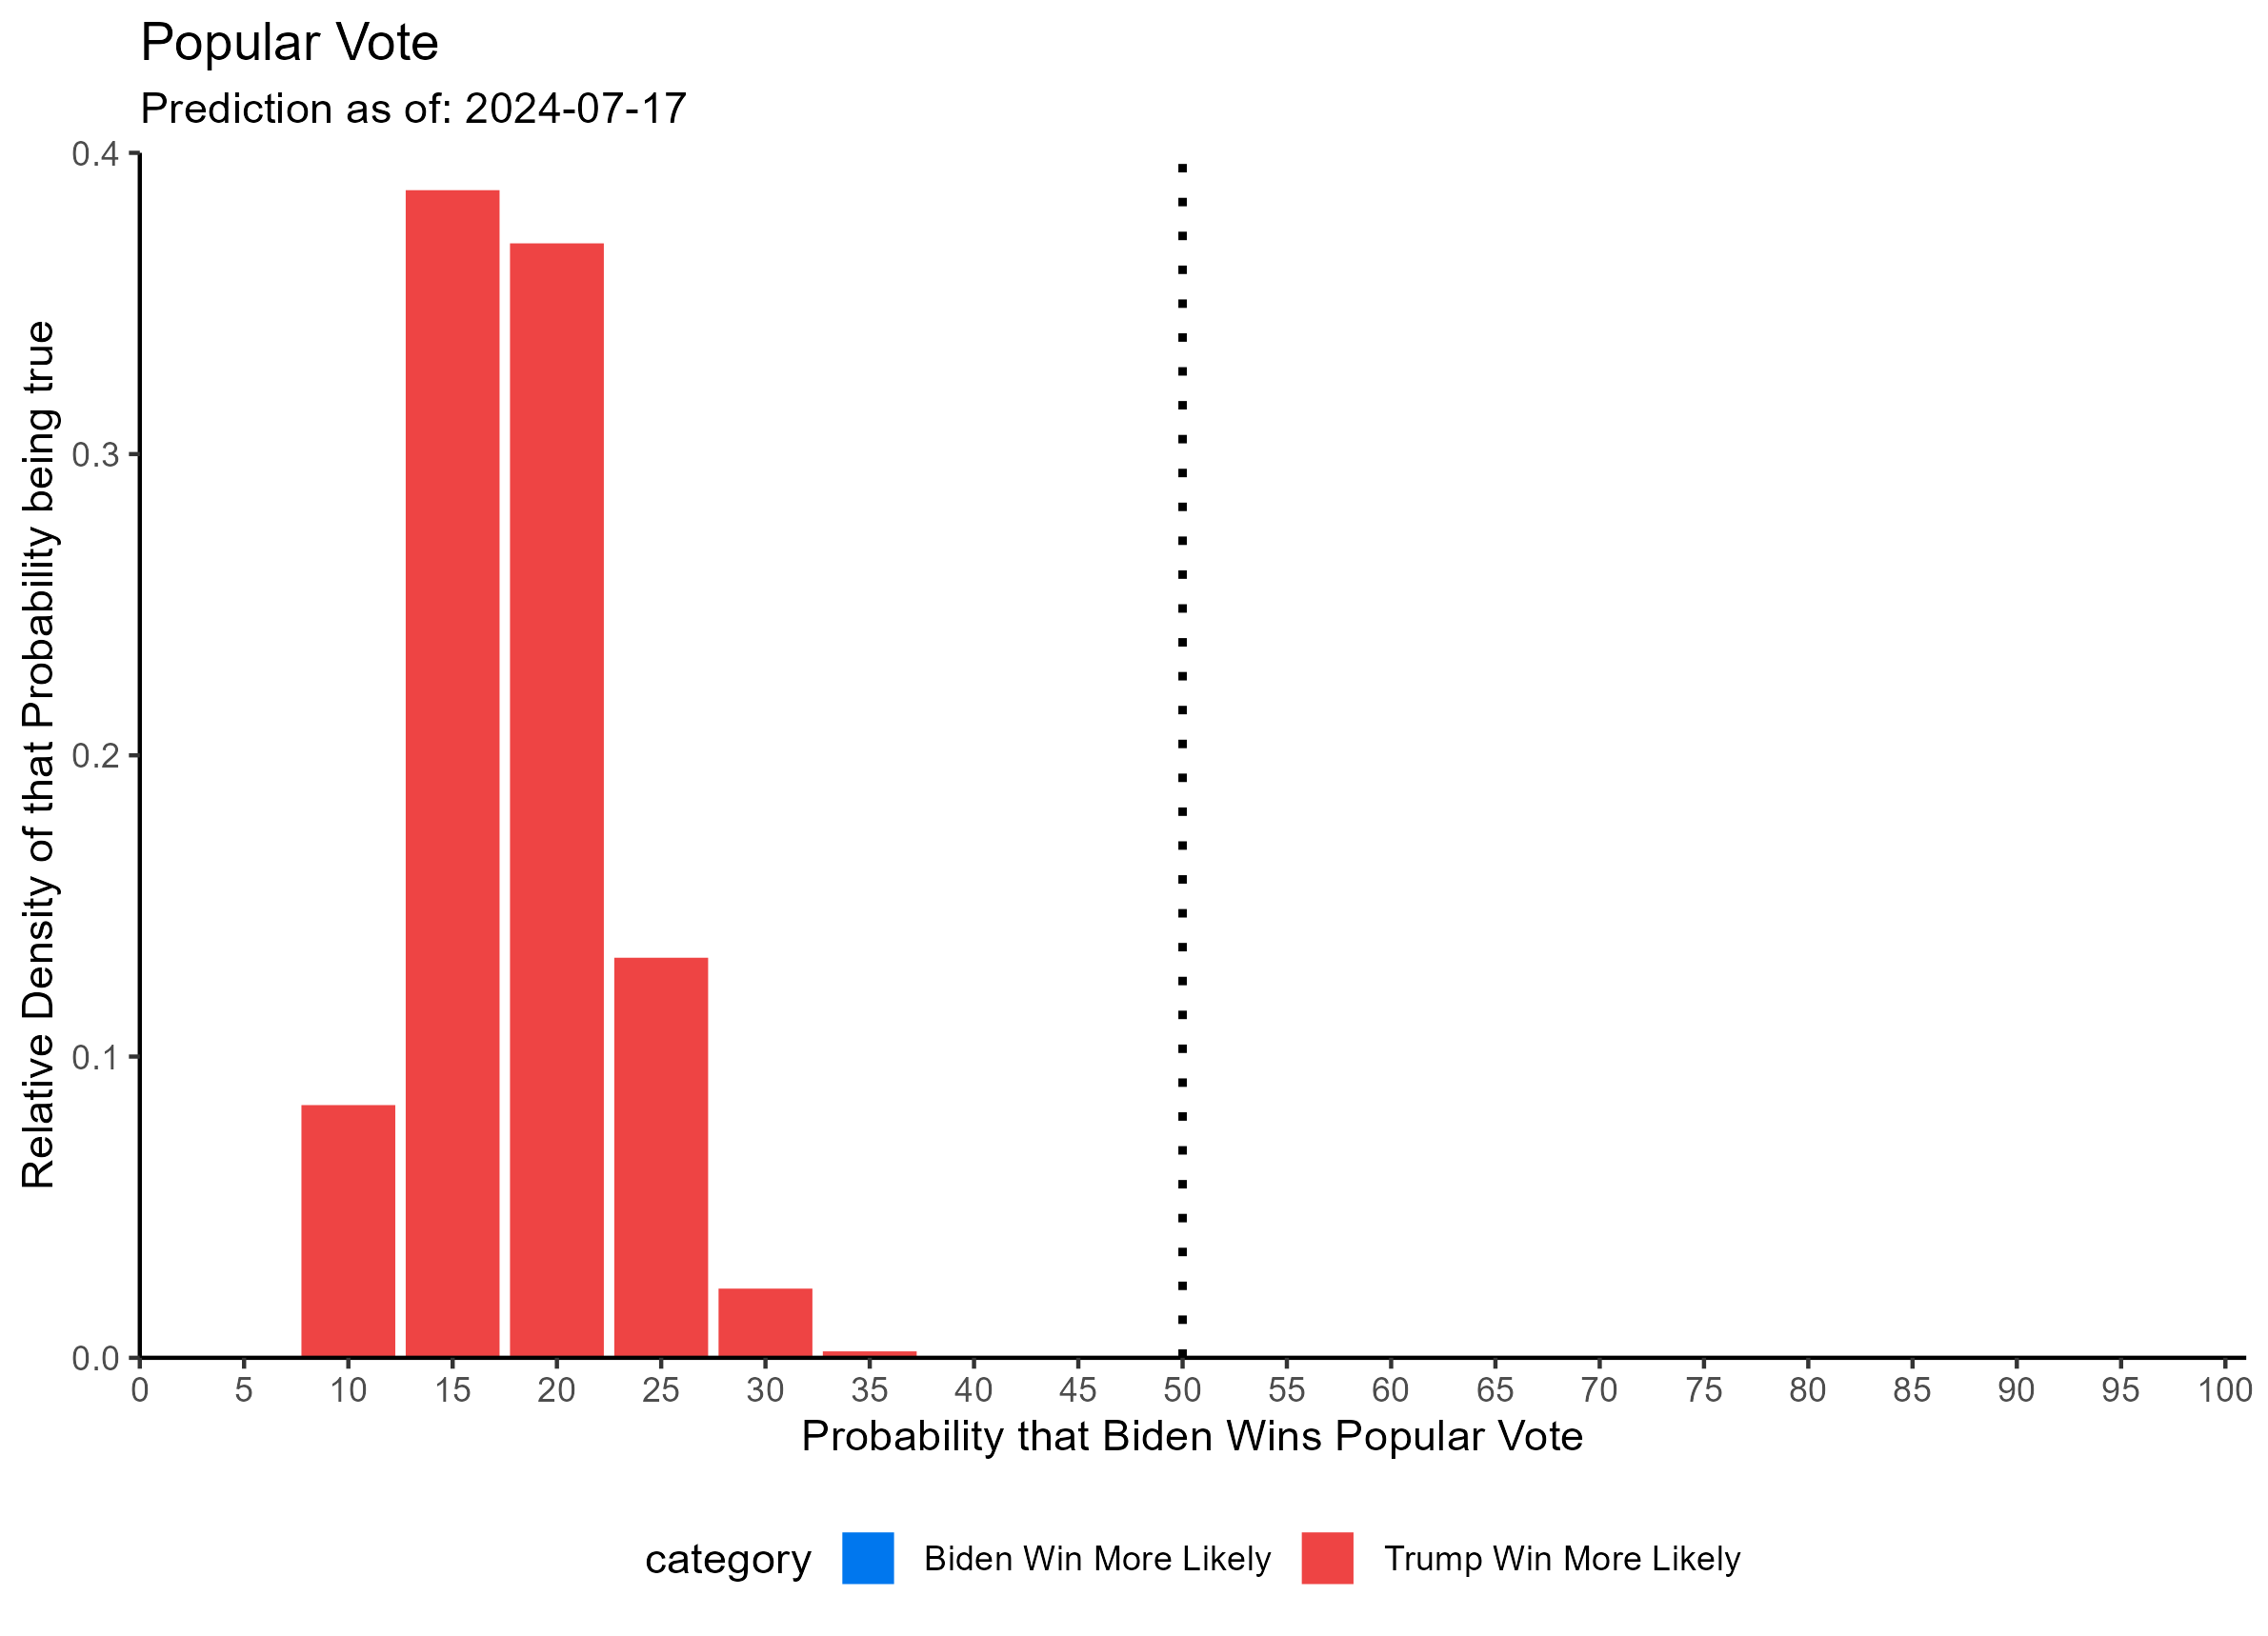 Popular Vote
Prediction as of: 2024-07-17
Relative Density of that Probability being true
0.4
0.3
0.2
0.1
0.0
0 5 10 15 20 25 30 35 40 45 50 55 60 65 70 75 80 85 90 95 100
Probability that Biden Wins Popular Vote
category Biden Win More Likely Trump Win More Likely